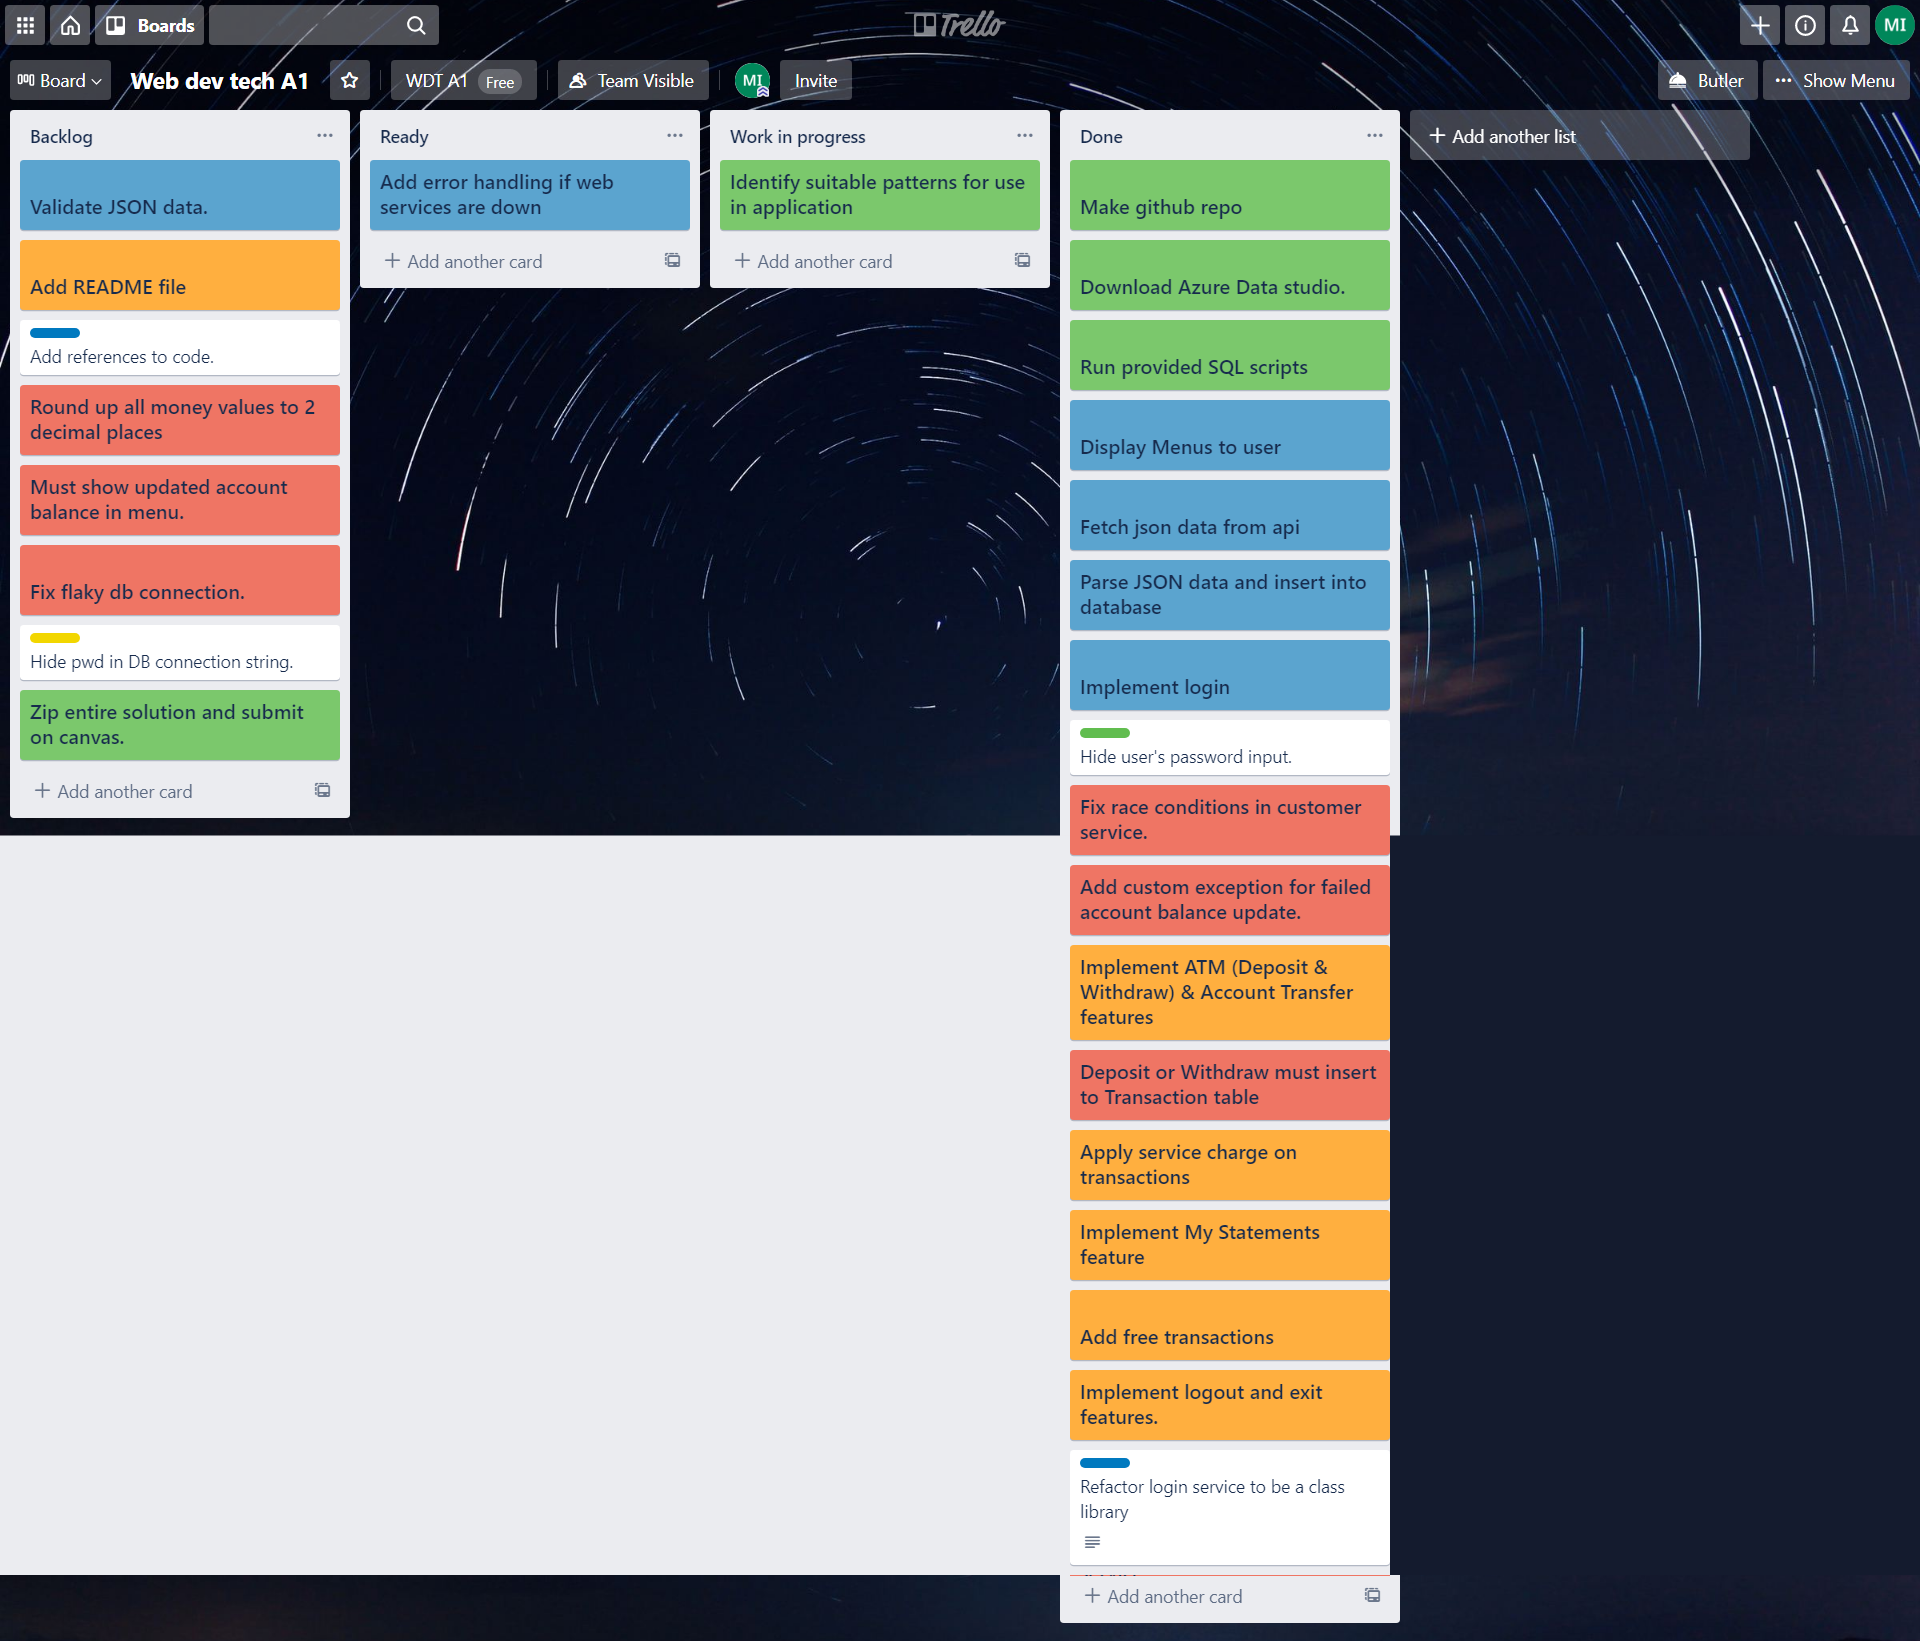 Boards
Trello
MI
Board
Web dev tech A1
WDT A1 Free
Team Visible
MI
Invite
Butler
Show Menu
Backlog
Validate JSON data.
Add README file
Add references to code.
Round up all money values to 2
decimal places
Must show updated account
balance in menu.
Fix flaky db connection.
Hide pwd in DB connection string.
Zip entire solution and submit
on canvas.
Add another card
Ready
Add error handling if web
services are down
Add another card
Work in progress
Identify suitable patterns for use
in application
Add another card
Done
Make github repo
Download Azure Data studio.
Run provided SQL scripts
Display Menus to user
Fetch json data from api
Parse JSON data and insert into
database
Implement login
Hide user's password input.
Fix race conditions in customer
service.
Add custom exception for failed
account balance update.
Implement ATM (Deposit &
Withdraw) & Account Transfer
features
Deposit or Withdraw must insert
to Transaction table
Apply service charge on
transactions
Implement My Statements
feature
Add free transactions
Implement logout and exit
features.
Refactor login service to be a class
library
Add another card
Add another list